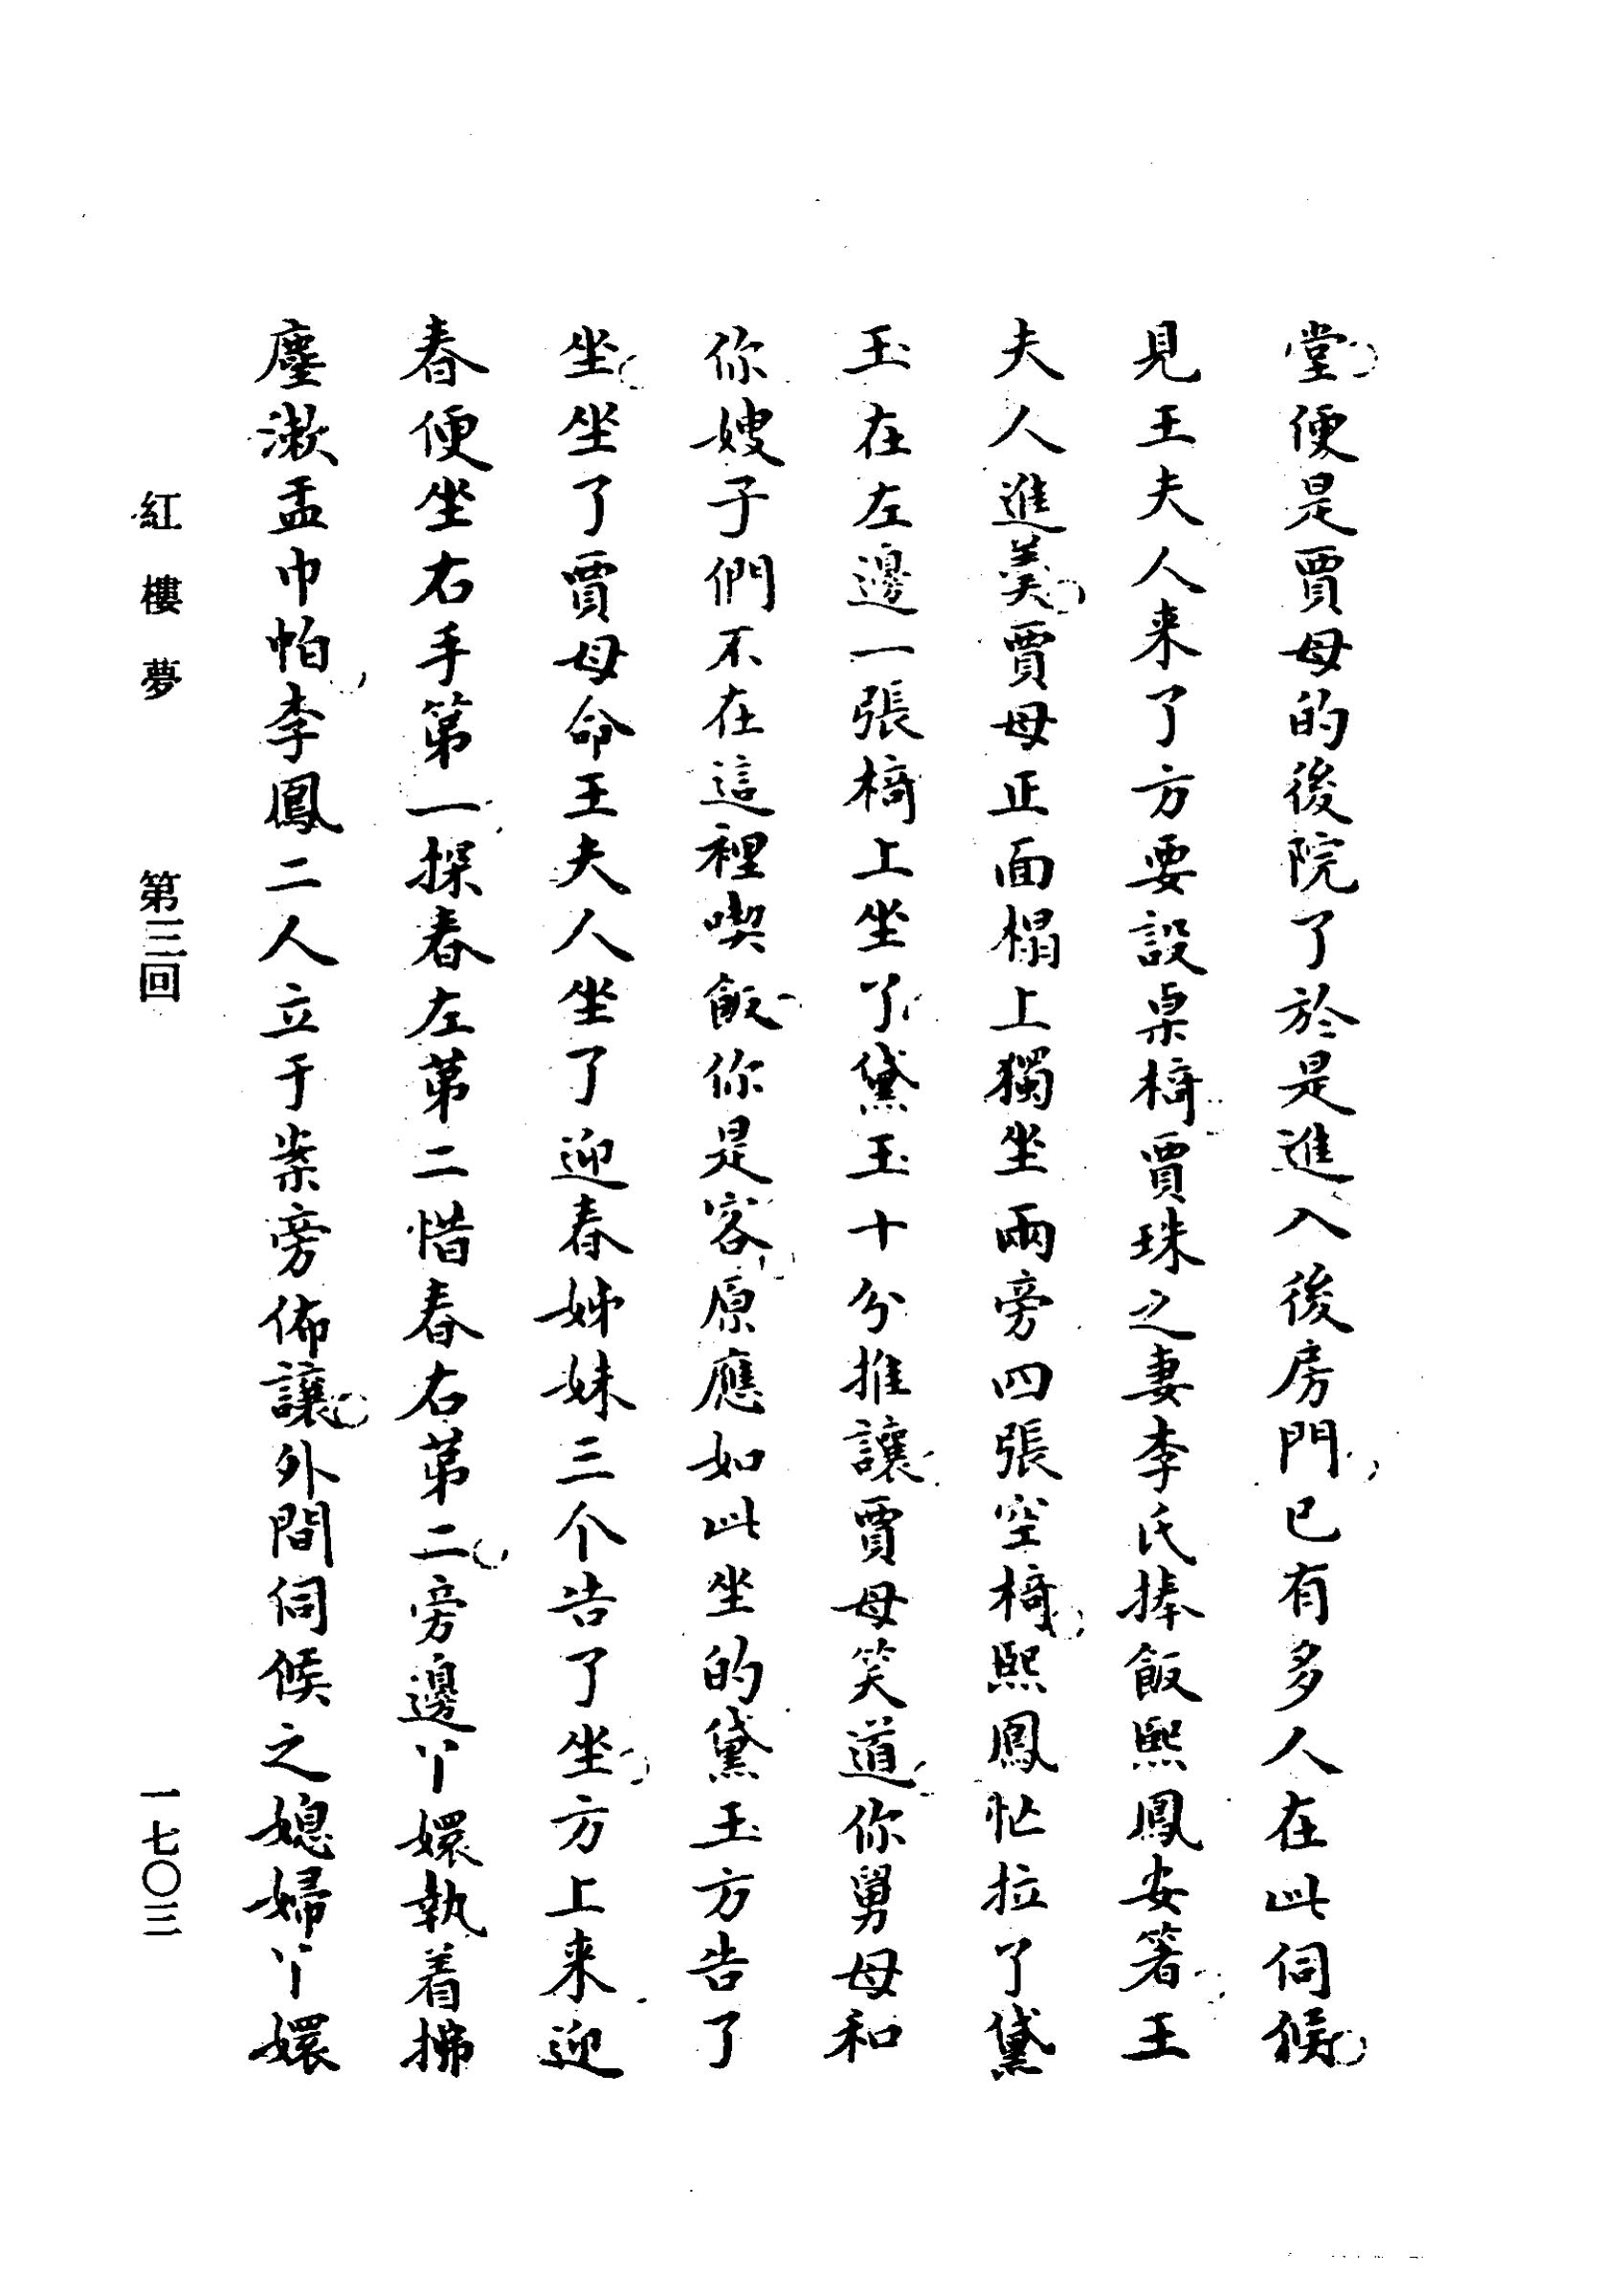 堂便是賈母的後院了於是進入後房門已有多人在此伺候
見王夫人来了方要設桌椅賈珠之妻李氏捧飯熙鳳安箸王
夫人進羹賈母正面榻上獨坐兩旁四張空椅熙鳳忙拉了黛
玉在左邊一張椅上坐了黛玉十分推讓賈母笑道你舅母和
你嫂子們不在這裡喫飯你是客原應如此坐的黛玉方告了
坐坐了賈母命王夫人坐了迎春姊妹三个告了坐方上来迎
春便坐右手第一探春左第二惜春右第二旁邊丫嬛執着拂
塵漱盂巾帕李鳳二人立于案旁佈讓外間伺候之媳婦丫嬛
紅樓夢 第三回 一七〇三